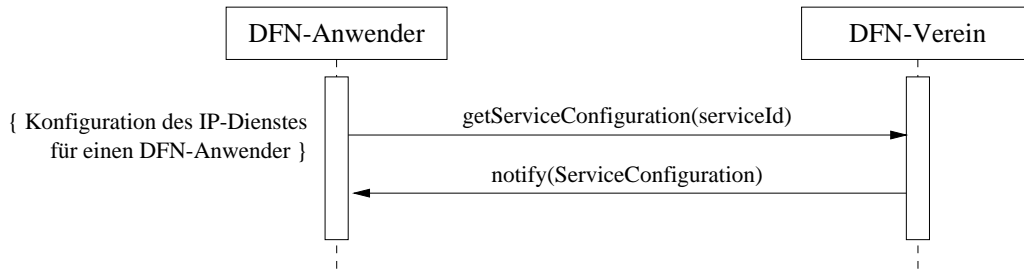 DFN-Anwender
DFN-Verein
{ Konfiguration des IP-Dienstes
für einen DFN-Anwender }
getServiceConfiguration(serviceId)
notify(ServiceConfiguration)